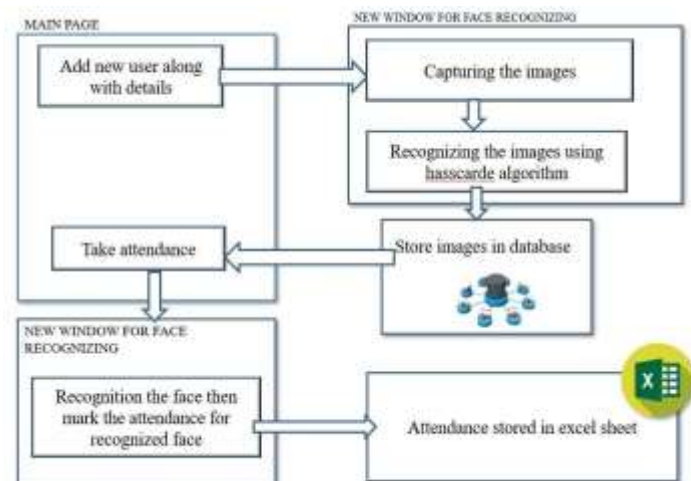 MAIN PAGE
Add new user along
with details
NEW WINDOW FOR FACE RECOGNIZING
Capturing the images
Recognizing the images using
hasscarde algorithm
Store images in database
Take attendance
NEW WINDOW FOR FACE
RECOGNIZING
Recognition the face then
mark the attendance for
recognized face
Attendance stored in excel sheet
X